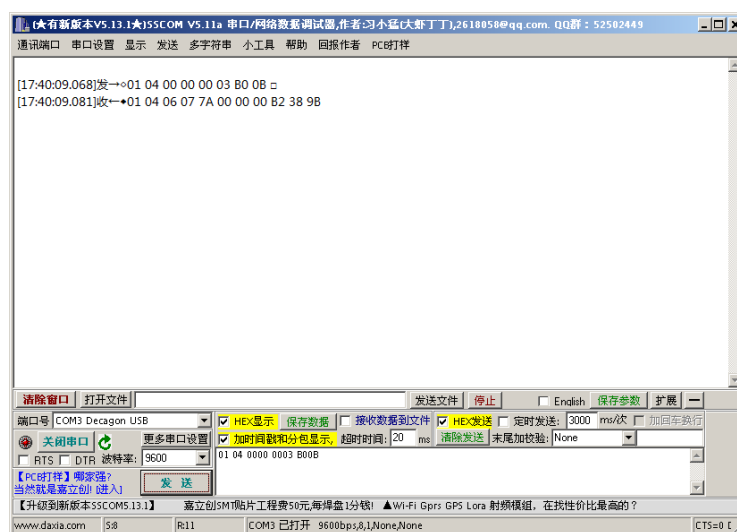 (★有新版本V5.13.1★)SSCOM V5.11a 串口/网络数据调试器,作者:习小猛(大虾丁丁),2618058@qq.com. QQ群：52502449
通讯端口 串口设置 显示 发送 多字符串 小工具 帮助 回报作者 PCB打样
[17:40:09.068]发→◇01 04 00 00 00 03 B0 0B □
[17:40:09.081]收←◆01 04 06 07 7A 00 00 00 B2 38 9B
清除窗口 打开文件 发送文件 停止 English 保存参数 扩展 —
端口号 COM3 Decagon USB HEX显示 保存数据 接收数据到文件 HEX发送 定时发送: 3000 ms/次 加回车换行
关闭串口 更多串口设置 加时间戳和分包显示, 超时时间: 20 ms 清除发送 末尾加校验: None
RTS DTR 波特率: 9600 01 04 0000 0003 B00B
【PCB打样】哪家强?
当然就是嘉立创! [进入] 发 送
【升级到新版本SSCOM5.13.1】 嘉立创SMT贴片工程费50元,每焊盘1分钱! ▲Wi-Fi Gprs GPS Lora 射频模组, 在找性价比最高的？
www.daxia.com S:8 R:11 COM3 已打开 9600bps,8,1,None,None CTS=0 [